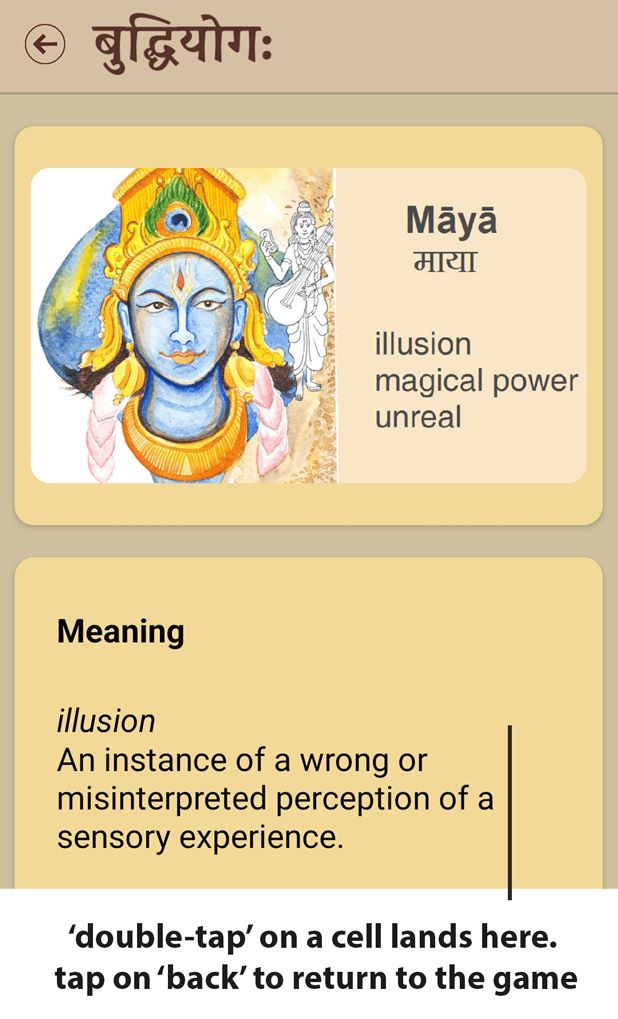 बुद्धियोगः
Māyā
माया
illusion
magical power
unreal
Meaning
illusion
An instance of a wrong or
misinterpreted perception of a
sensory experience.
‘double-tap’ on a cell lands here.
tap on ‘back’ to return to the game